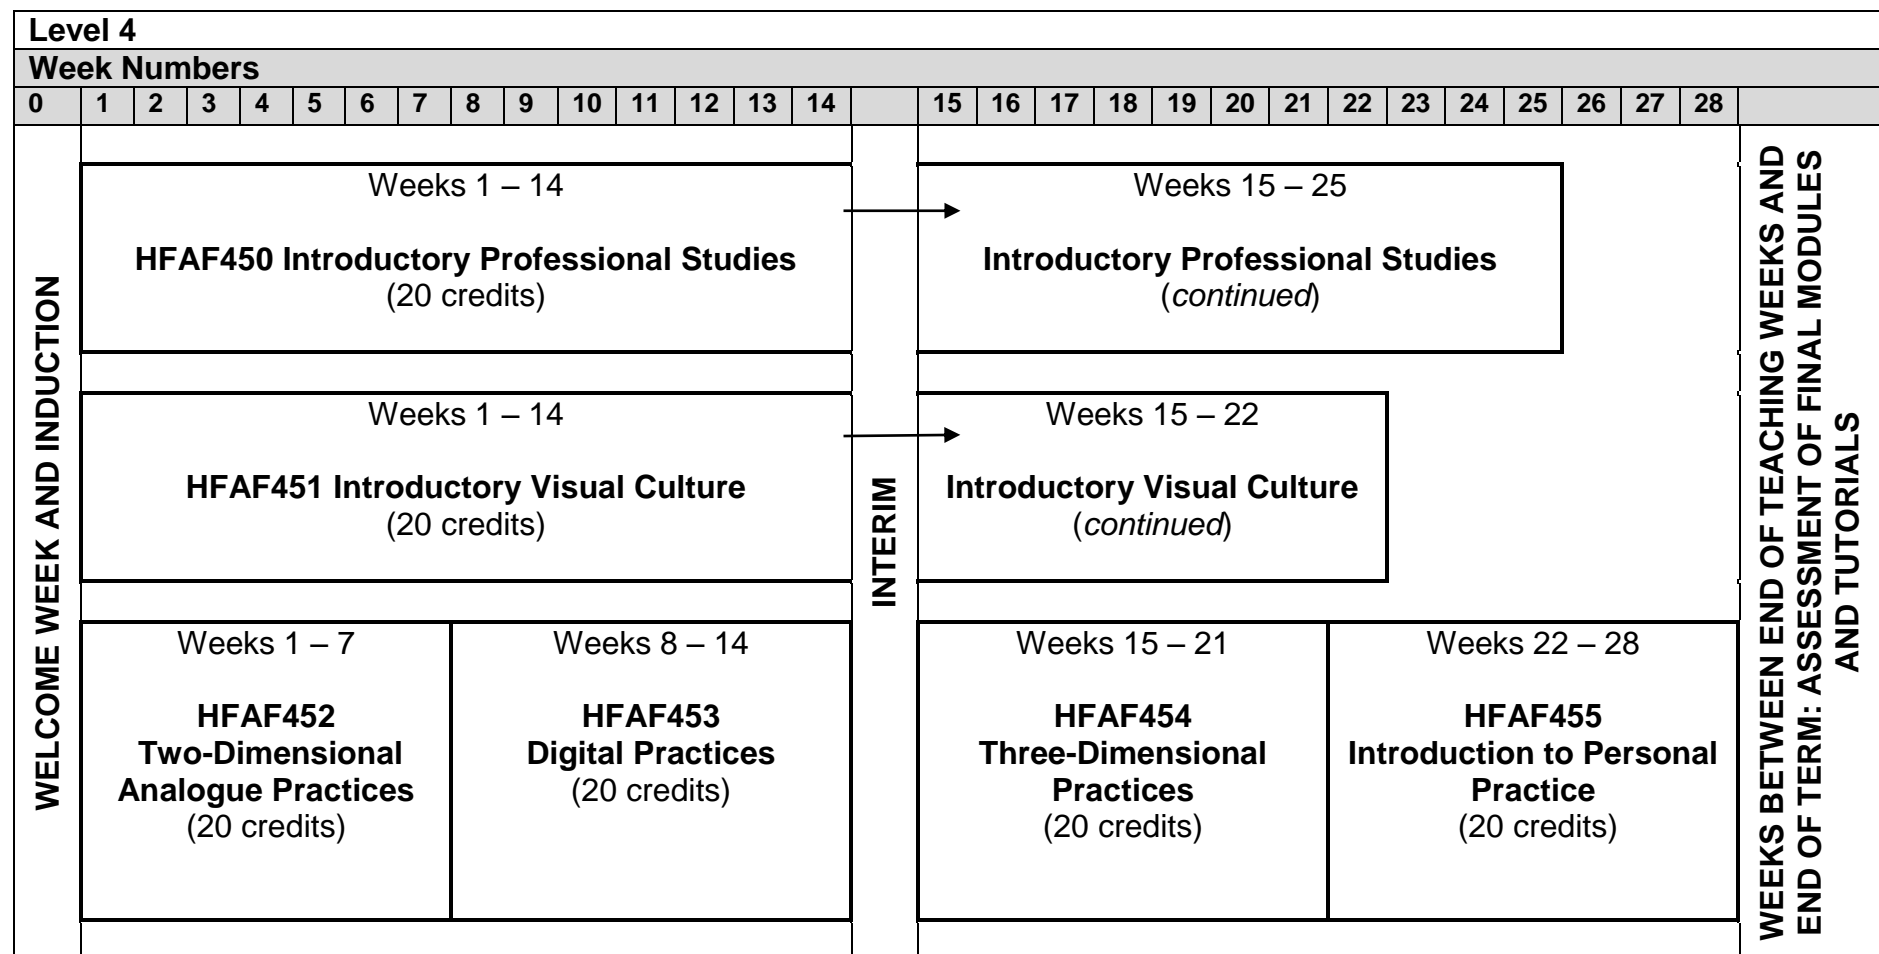 Level 4
Week Numbers
0 1 2 3 4 5 6 7 8 9 10 11 12 13 14 15 16 17 18 19 20 21 22 23 24 25 26 27 28
WELCOME WEEK AND INDUCTION
Weeks 1 – 14
HFAF450 Introductory Professional Studies
(20 credits)
Weeks 15 – 25
Introductory Professional Studies
(continued)
Weeks 1 – 14
HFAF451 Introductory Visual Culture
(20 credits)
INTERIM
Weeks 15 – 22
Introductory Visual Culture
(continued)
Weeks 1 – 7
HFAF452
Two-Dimensional
Analogue Practices
(20 credits)
Weeks 8 – 14
HFAF453
Digital Practices
(20 credits)
Weeks 15 – 21
HFAF454
Three-Dimensional
Practices
(20 credits)
Weeks 22 – 28
HFAF455
Introduction to Personal
Practice
(20 credits)
WEEKS BETWEEN END OF TEACHING WEEKS AND
END OF TERM: ASSESSMENT OF FINAL MODULES
AND TUTORIALS